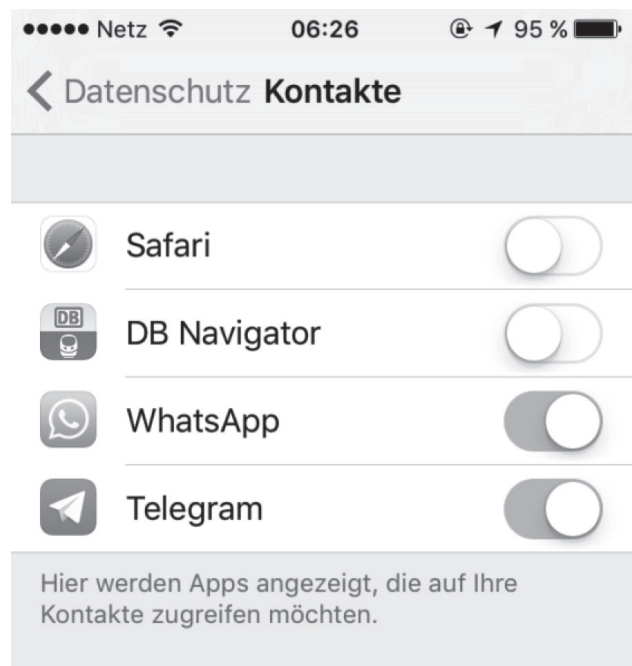 Netz 06:26 95 %
Datenschutz Kontakte
Safari
DB
DB Navigator
WhatsApp
Telegram
Hier werden Apps angezeigt, die auf Ihre
Kontakte zugreifen möchten.